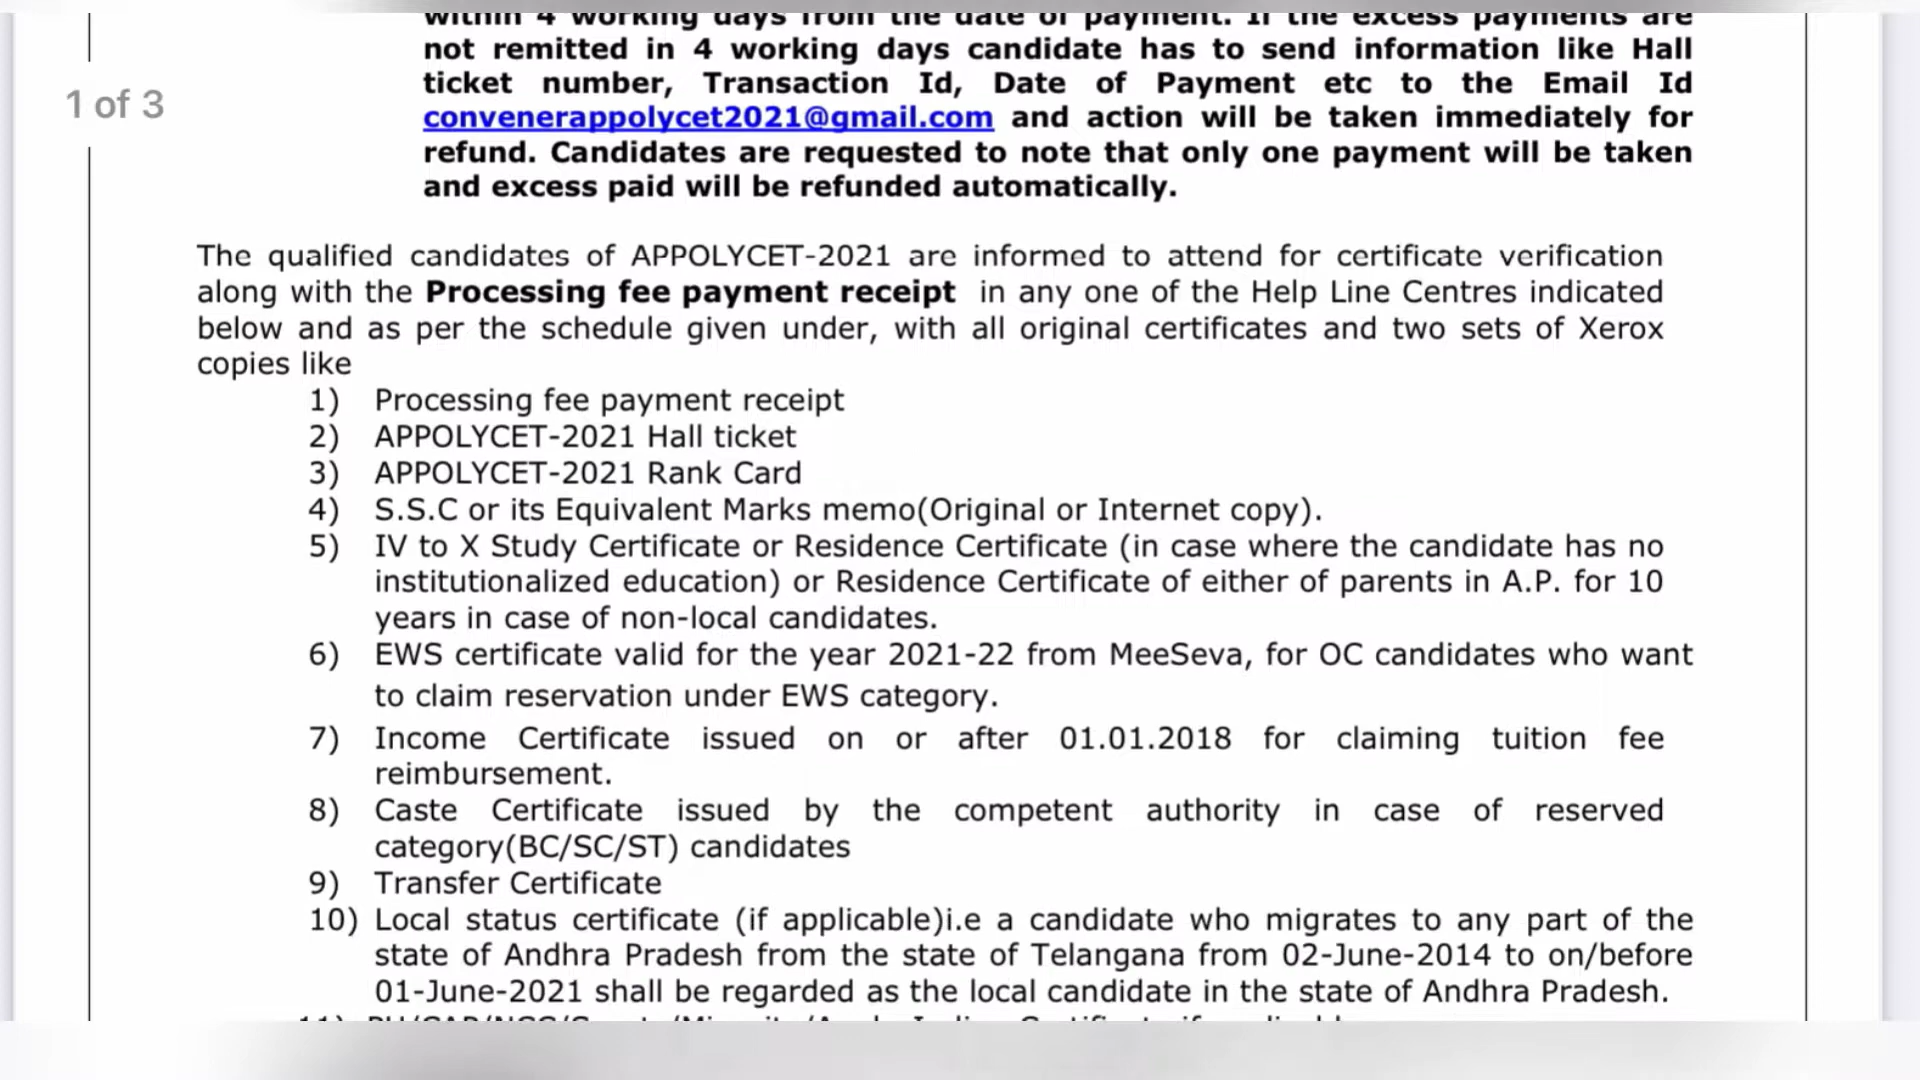 within 4 working days from the date of payment. If the excess payments are
not remitted in 4 working days candidate has to send information like Hall
ticket number, Transaction Id, Date of Payment etc to the Email Id
1 of 3
convenerappolycet2021@gmail.com and action will be taken immediately for
refund. Candidates are requested to note that only one payment will be taken
and excess paid will be refunded automatically.
The qualified candidates of APPOLYCET-2021 are informed to attend for certificate verification
along with the Processing fee payment receipt in any one of the Help Line Centres indicated
below and as per the schedule given under, with all original certificates and two sets of Xerox
copies like
1) Processing fee payment receipt
2) APPOLYCET-2021 Hall ticket
3) APPOLYCET-2021 Rank Card
4) S.S.C or its Equivalent Marks memo(Original or Internet copy).
5) IV to X Study Certificate or Residence Certificate (in case where the candidate has no
institutionalized education) or Residence Certificate of either of parents in A.P. for 10
years in case of non-local candidates.
6) EWS certificate valid for the year 2021-22 from MeeSeva, for OC candidates who want
to claim reservation under EWS category.
7) Income Certificate issued on or after 01.01.2018 for claiming tuition fee
reimbursement.
8) Caste Certificate issued by the competent authority in case of reserved
category(BC/SC/ST) candidates
9) Transfer Certificate
10) Local status certificate (if applicable)i.e a candidate who migrates to any part of the
state of Andhra Pradesh from the state of Telangana from 02-June-2014 to on/before
01-June-2021 shall be regarded as the local candidate in the state of Andhra Pradesh.